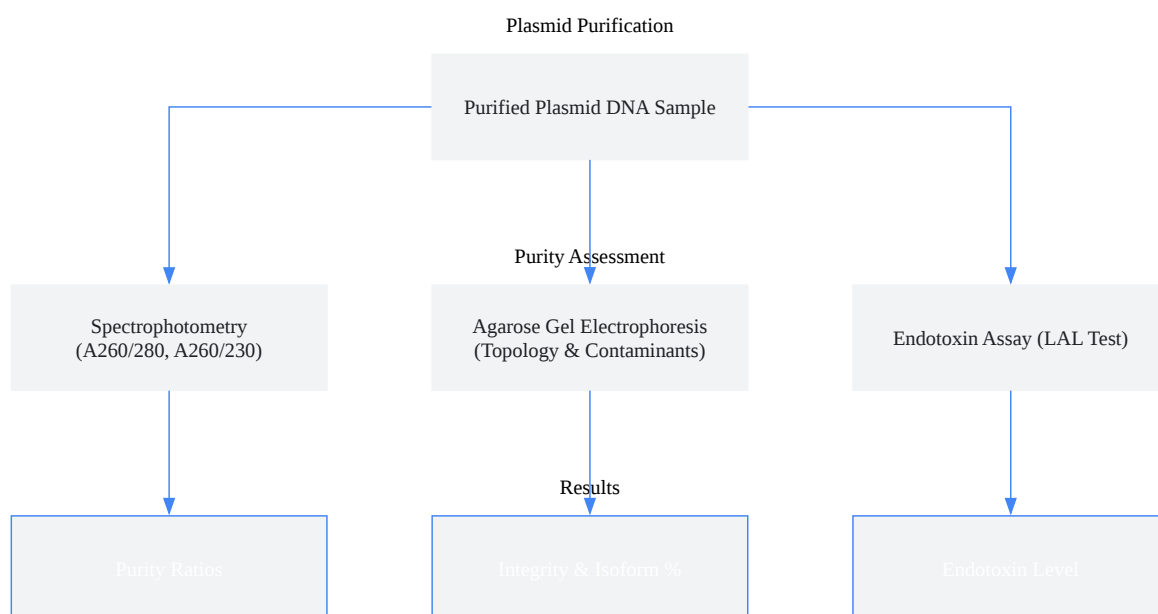 Plasmid Purification
Purified Plasmid DNA Sample
Purity Assessment
Spectrophotometry
(A260/280, A260/230)
Agarose Gel Electrophoresis
(Topology & Contaminants)
Endotoxin Assay (LAL Test)
Results
Purity Ratios
Integrity & Isoform %
Endotoxin Level